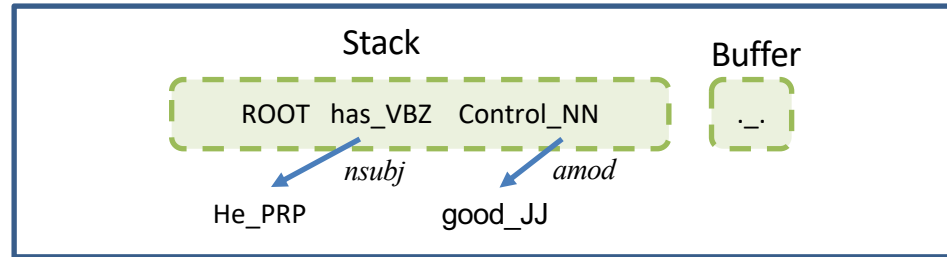 Stack
Buffer
ROOT has_VBZ Control_NN
._.
nsubj
amod
He_PRP
good_JJ